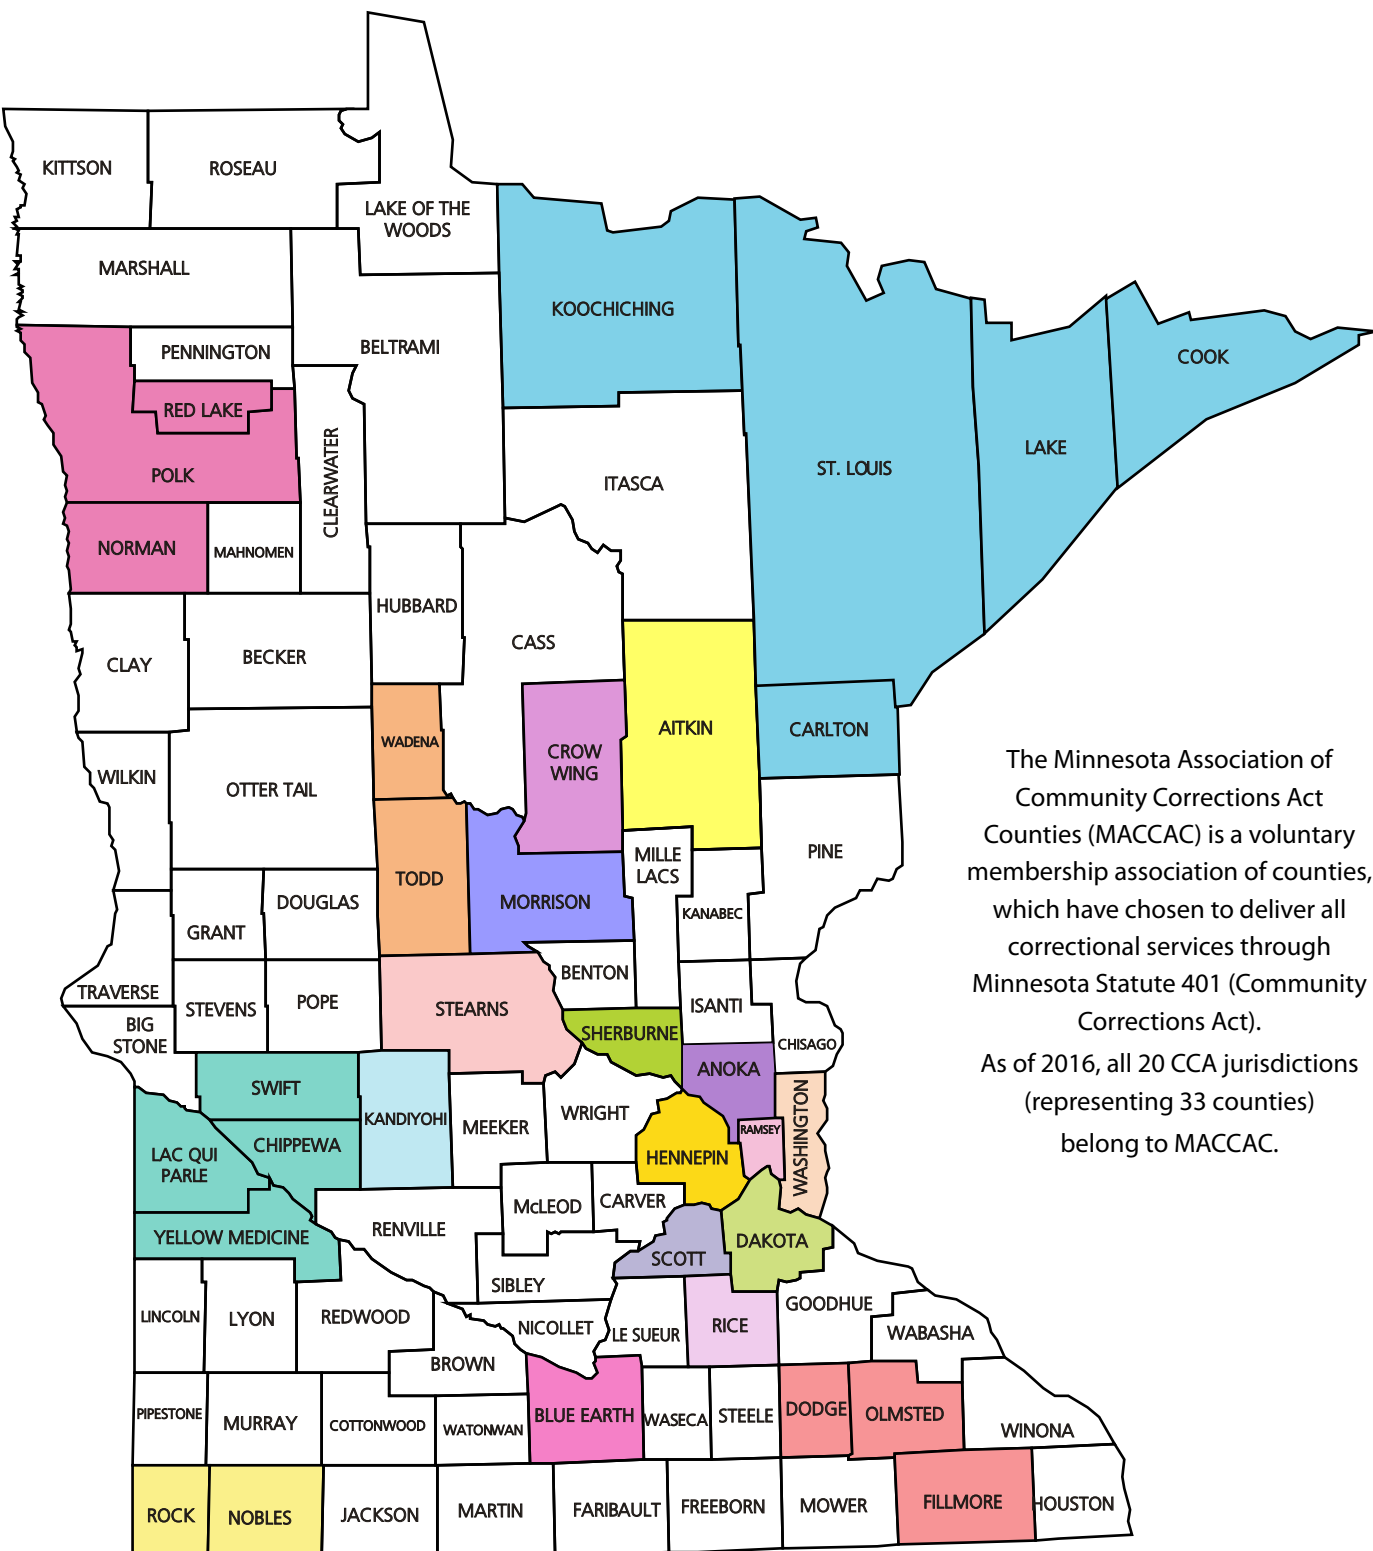 KITTSON
ROSEAU
LAKE OF THE
WOODS
MARSHALL
KOOCHICHING
PENNINGTON
BELTRAMI
COOK
RED LAKE
CLEARWATER
LAKE
POLK
ST. LOUIS
ITASCA
NORMAN
MAHNOMEN
HUBBARD
CASS
CLAY
BECKER
WADENA
CROW
WING
AITKIN
CARLTON
WILKIN
OTTER TAIL
The Minnesota Association of
Community Corrections Act
Counties (MACCAC) is a voluntary
membership association of counties,
which have chosen to deliver all
correctional services through
Minnesota Statute 401 (Community
Corrections Act).
As of 2016, all 20 CCA jurisdictions
(representing 33 counties)
belong to MACCAC.
MILLE
LACS
PINE
TODD
MORRISON
DOUGLAS
GRANT
KANABEC
TRAVERSE
STEVENS
POPE
BENTON
STEARNS
ISANTI
BIG
STONE
SHERBURNE
CHISAGO
SWIFT
ANOKA
KANDIYOHI
MEEKER
WRIGHT
RAMSEY
WASHINGTON
LAC QUI
PARLE
CHIPPEWA
HENNEPIN
McLEOD
CARVER
YELLOW MEDICINE
RENVILLE
SCOTT
DAKOTA
SIBLEY
LINCOLN
LYON
REDWOOD
NICOLLET
LE SUEUR
RICE
GOODHUE
WABASHA
BROWN
PIPESTONE
MURRAY
COTTONWOOD
WATONWAN
BLUE EARTH
WASECA
STEELE
DODGE
OLMSTED
WINONA
ROCK
NOBLES
JACKSON
MARTIN
FARIBAULT
FREEBORN
MOWER
FILLMORE
HOUSTON